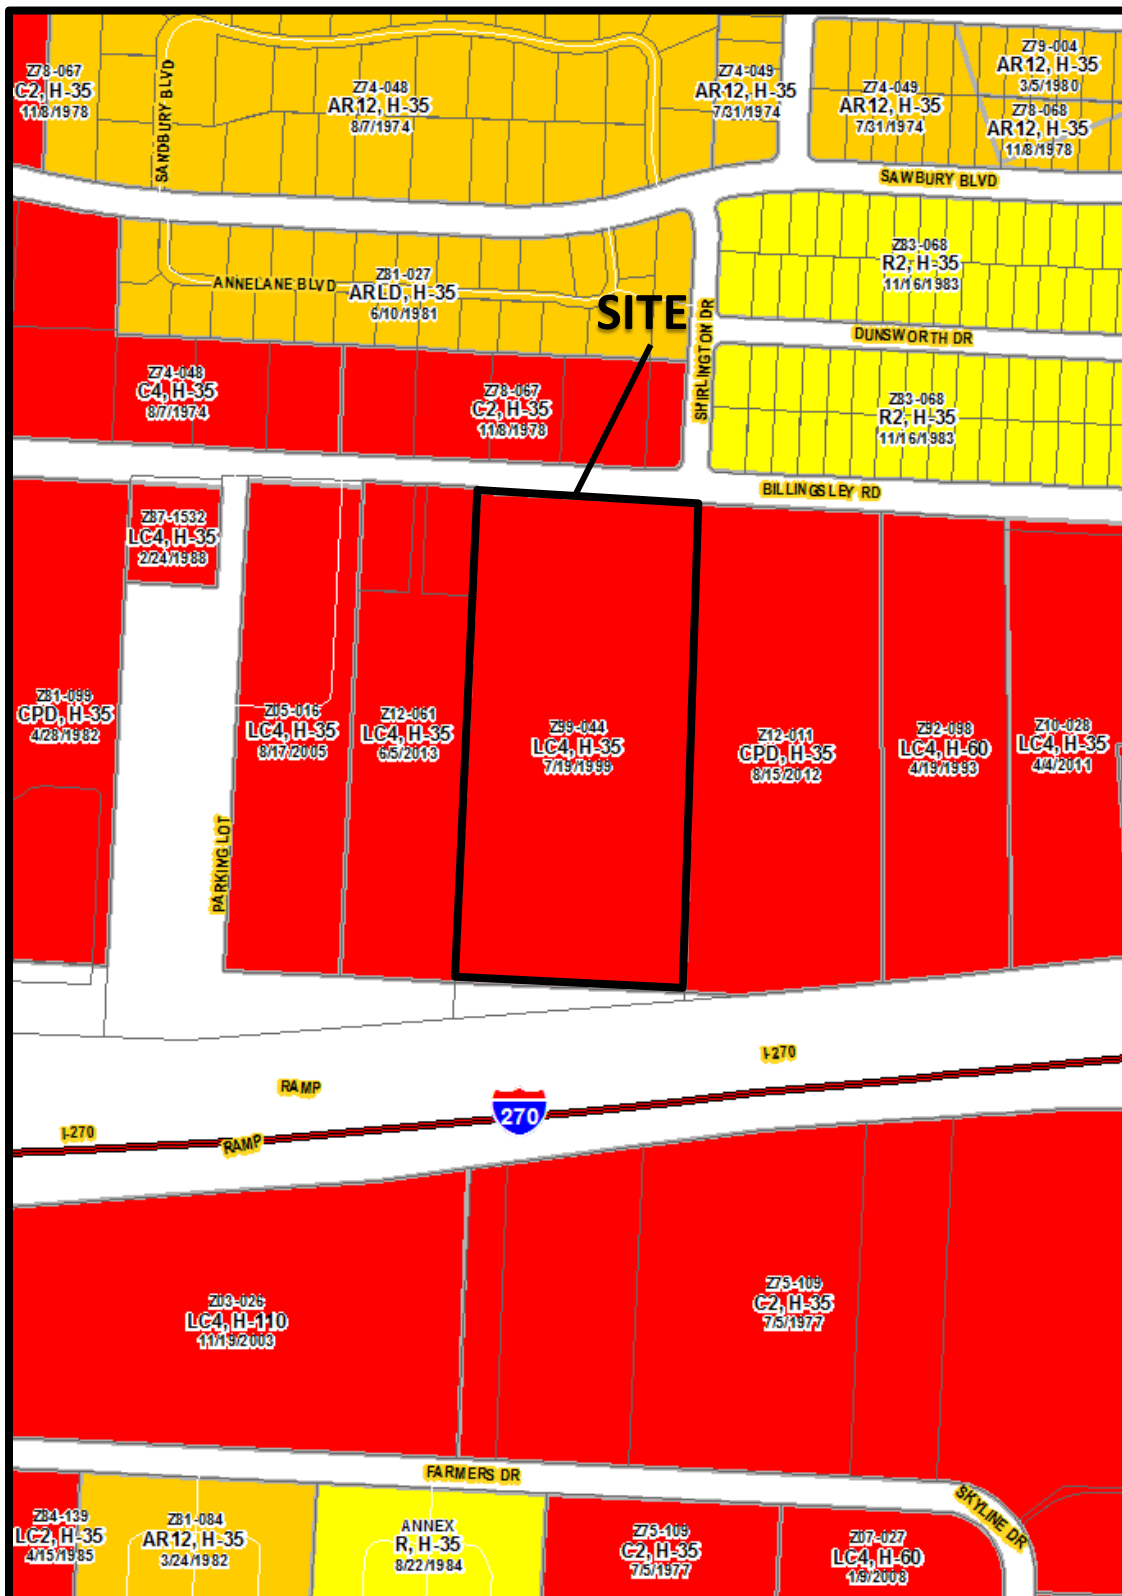 Z78-067
C2, H-35
11/8/1978
SANDBURY BLVD
Z74-048
AR12, H-35
8/7/1974
Z74-049
AR12, H-35
7/31/1974
Z74-049
AR12, H-35
7/31/1974
Z79-004
AR12, H-35
3/5/1980
Z78-068
AR12, H-35
11/8/1978
SAWBURY BLVD
Z83-068
R2, H-35
11/16/1983
ANNELANE BLVD
Z81-027
ARLD, H-35
6/10/1981
SITE
SHIRLINGTON DR
DUNSWORTH DR
Z74-048
C4, H-35
8/7/1974
Z78-067
C2, H-35
11/8/1978
Z83-068
R2, H-35
11/16/1983
BILLINGSLEY RD
Z87-1532
LC4, H-35
2/24/1988
Z81-099
CPD, H-35
4/28/1982
Z05-016
LC4, H-35
8/17/2005
Z12-061
LC4, H-35
6/5/2013
Z99-044
LC4, H-35
7/19/1999
Z12-011
CPD, H-35
8/15/2012
Z92-098
LC4, H-60
4/19/1993
Z10-028
LC4, H-35
4/4/2011
PARKING LOT
I-270
RAMP
270
I-270
RAMP
Z03-026
LC4, H-110
11/19/2003
Z75-109
C2, H-35
7/5/1977
FARMERS DR
SKYLINE DR
Z84-139
LC2, H-35
4/15/1985
Z81-084
AR12, H-35
3/24/1982
ANNEX
R, H-35
8/22/1984
Z75-109
C2, H-35
7/5/1977
Z07-027
LC4, H-60
1/9/2008